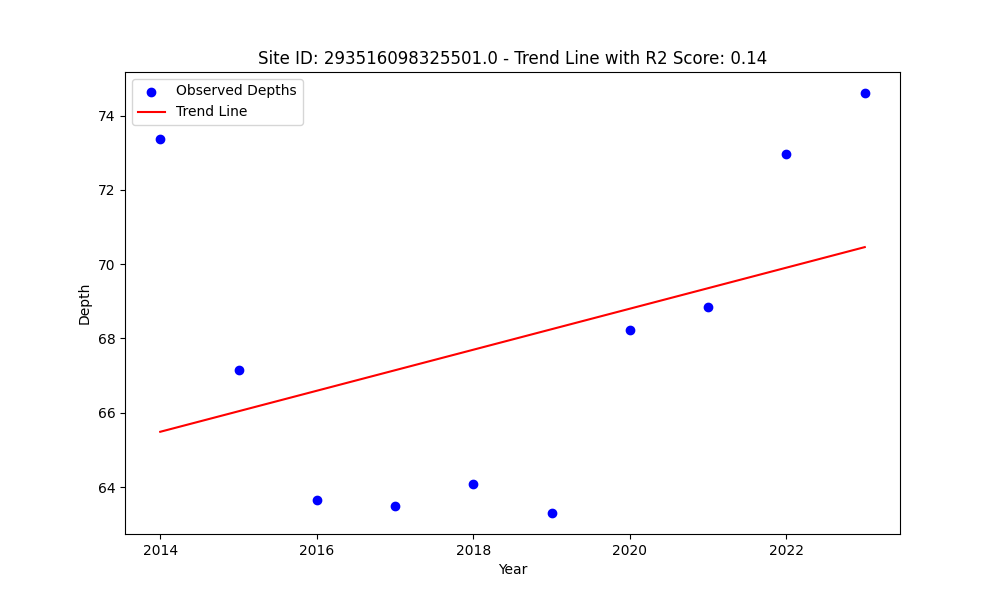 Site ID: 293516098325501.0 - Trend Line with R2 Score: 0.14
Observed Depths
Trend Line
74
72
70
68
66
64
Depth
2014
2016
2018
2020
2022
Year